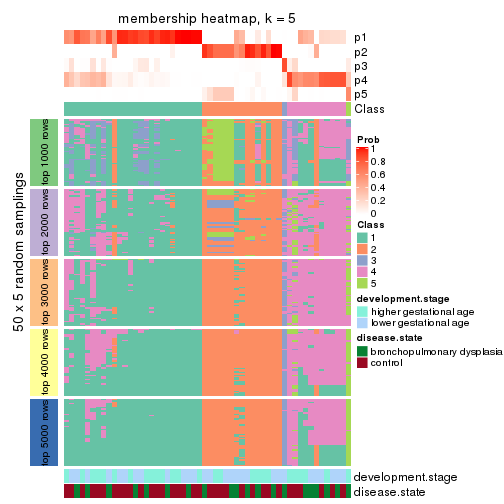 membership heatmap, k = 5
p1
p2
p3
p4
p5
Class
50 x 5 random samplings
top 1000 rows
top 2000 rows
top 3000 rows
top 4000 rows
top 5000 rows
Prob
1
0.8
0.6
0.4
0.2
0
Class
1
2
3
4
5
development.stage
higher gestational age
lower gestational age
disease.state
bronchopulmonary dysplasia
control
development.stage
disease.state